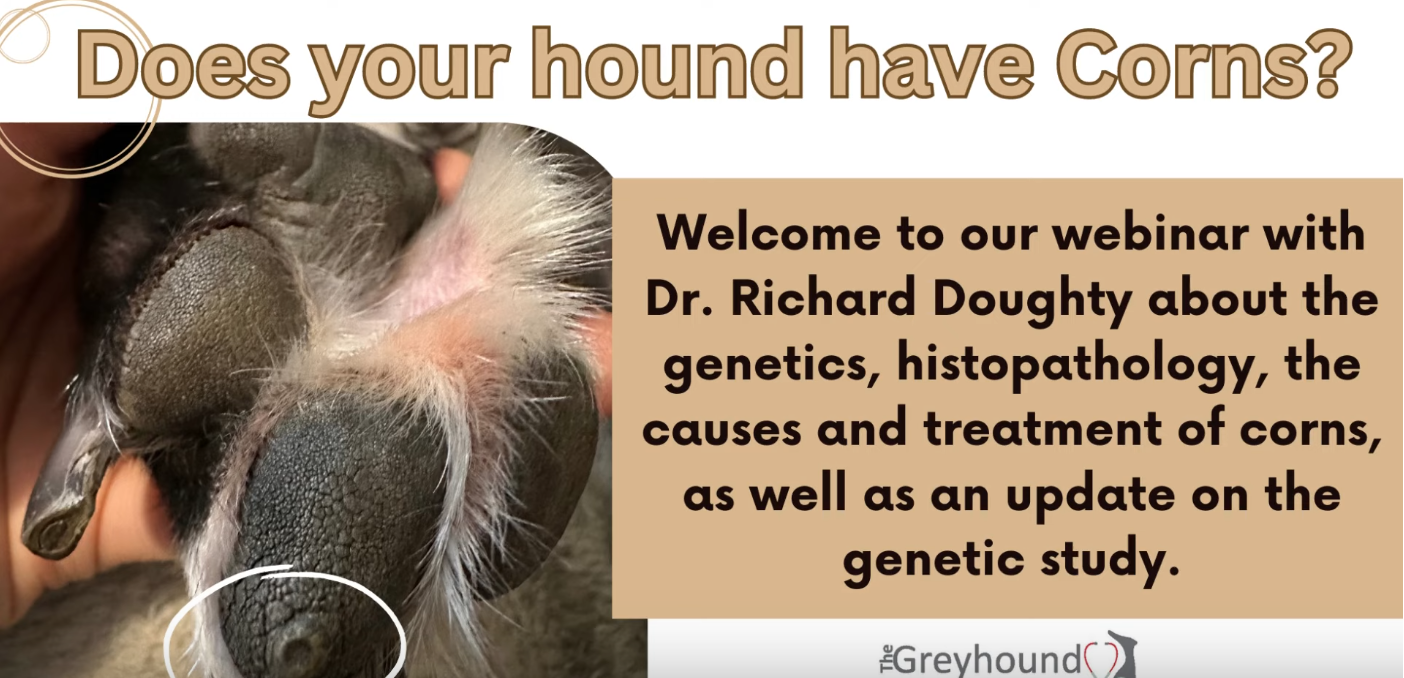 Does your hound have Corns?
Welcome to our webinar with
Dr. Richard Doughty about the
genetics, histopathology, the
causes and treatment of corns,
as well as an update on the
genetic study.
The Greyhound